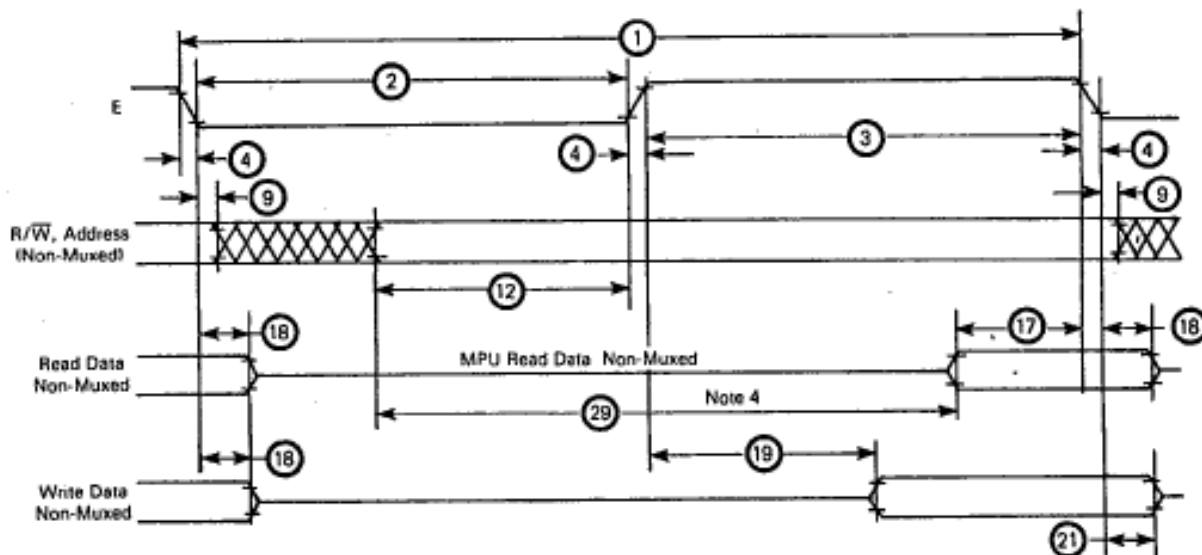 1
2
E
4
4
3
4
9
9
R/W̅, Address
(Non-Muxed)
12
18
17
18
Read Data
Non-Muxed
MPU Read Data Non-Muxed
Note 4
29
18
19
Write Data
Non-Muxed
21